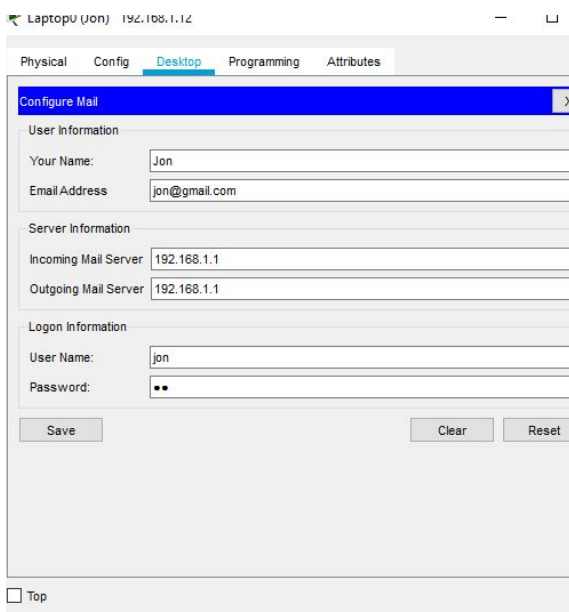 Laptop0 (Jon) 192.168.1.12
Physical Config Desktop Programming Attributes
Configure Mail X
User Information
Your Name: Jon
Email Address jon@gmail.com
Server Information
Incoming Mail Server 192.168.1.1
Outgoing Mail Server 192.168.1.1
Logon Information
User Name: jon
Password: ●●
Save Clear Reset
Top